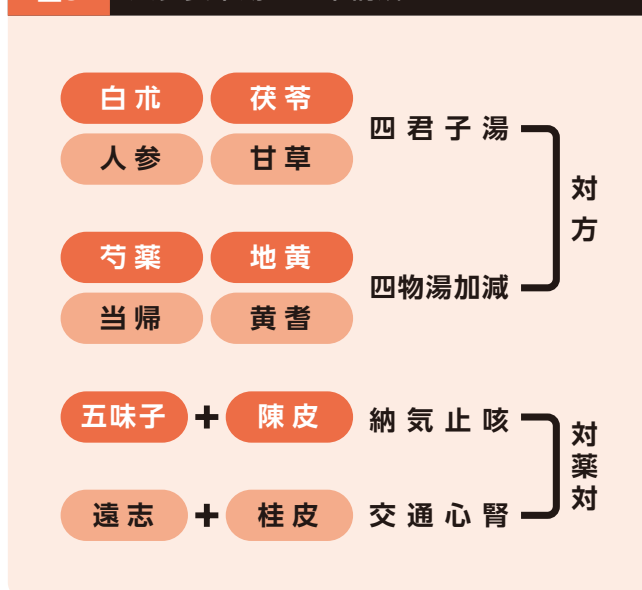 白朮 茯苓
四君子湯
人参 甘草
対方
芍薬 地黄
四物湯加減
当帰 黄耆
五味子 + 陳皮 納気止咳
対薬対
遠志 + 桂皮 交通心腎